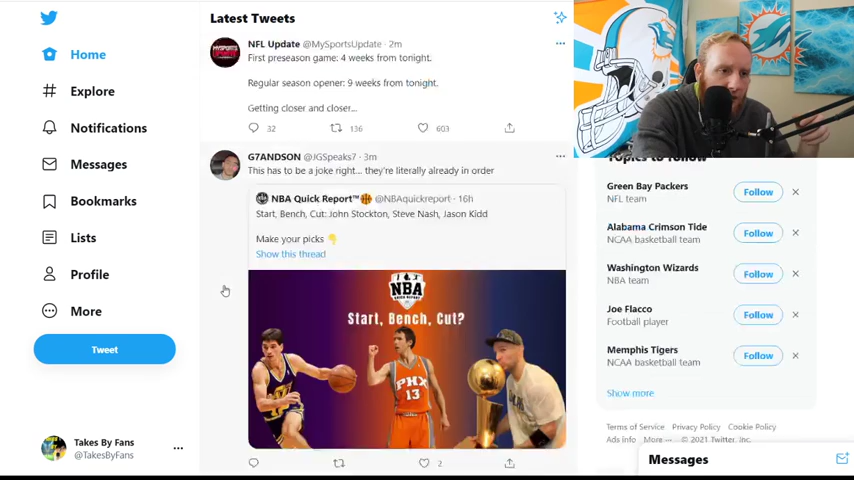 Home
Explore
Notifications
Messages
Bookmarks
Lists
Profile
More
Tweet
Takes By Fans
@TakesByFans
Latest Tweets
NFL Update @MySportsUpdate · 2m
First preseason game: 4 weeks from tonight.
Regular season opener: 9 weeks from tonight.
Getting closer and closer...
32 136 603
G7ANDSON @JGSpeaks7 · 3m
This has to be a joke right... they're literally already in order
NBA Quick Report™ @NBAquickreport · 16h
Start, Bench, Cut: John Stockton, Steve Nash, Jason Kidd
Make your picks
Show this thread
NBA
Start, Bench, Cut?
PHX
13
2
Topics to follow
Green Bay Packers
NFL team
Follow
Alabama Crimson Tide
NCAA basketball team
Follow
Washington Wizards
NBA team
Follow
Joe Flacco
Football player
Follow
Memphis Tigers
NCAA basketball team
Follow
Show more
Terms of Service Privacy Policy Cookie Policy
Ads info More ··· © 2021 Twitter, Inc.
Messages